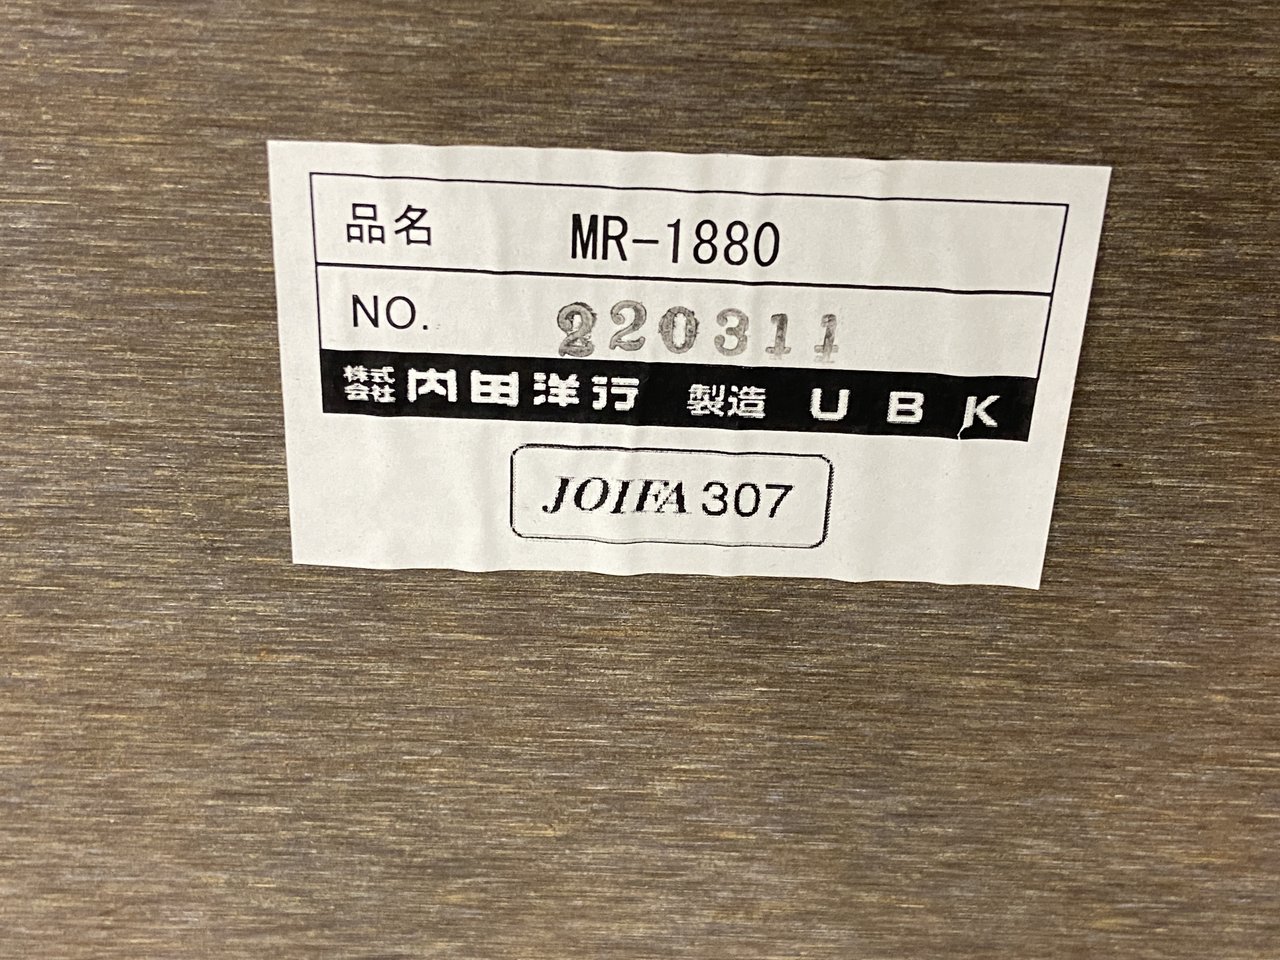 品名 MR-1880
NO. 220311
株式会社 内田洋行 製造 UBK
JOIFA 307